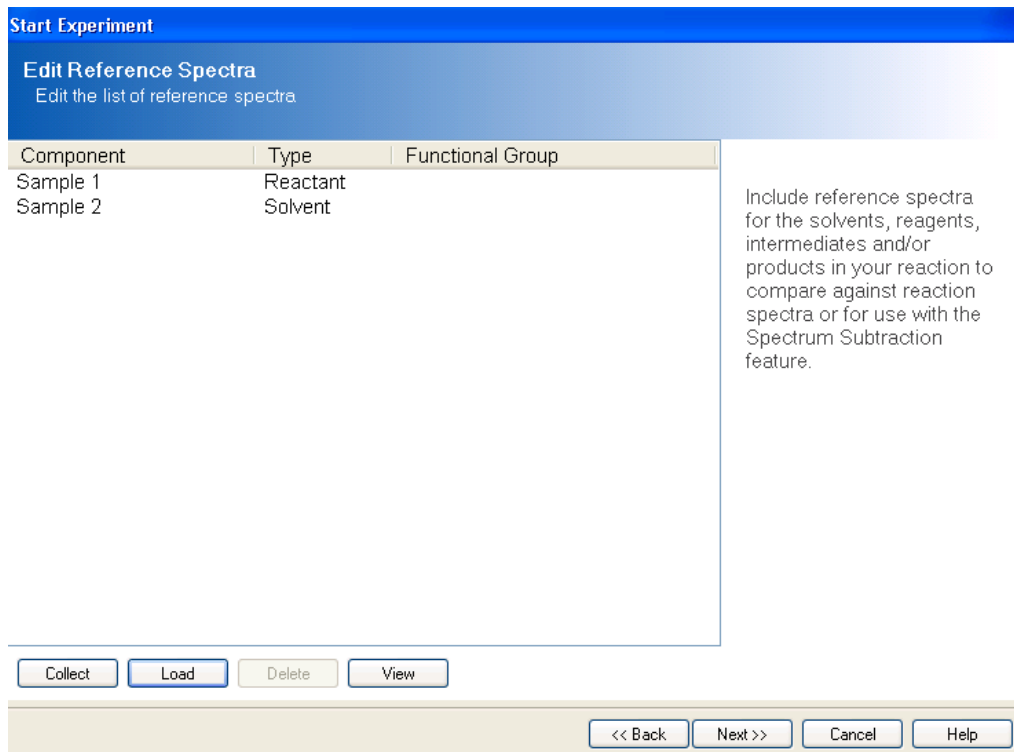 Start Experiment
Edit Reference Spectra
Edit the list of reference spectra
Component Type Functional Group
Sample 1 Reactant
Sample 2 Solvent
Include reference spectra
for the solvents, reagents,
intermediates and/or
products in your reaction to
compare against reaction
spectra or for use with the
Spectrum Subtraction
feature.
Collect Load Delete View
<< Back Next >> Cancel Help